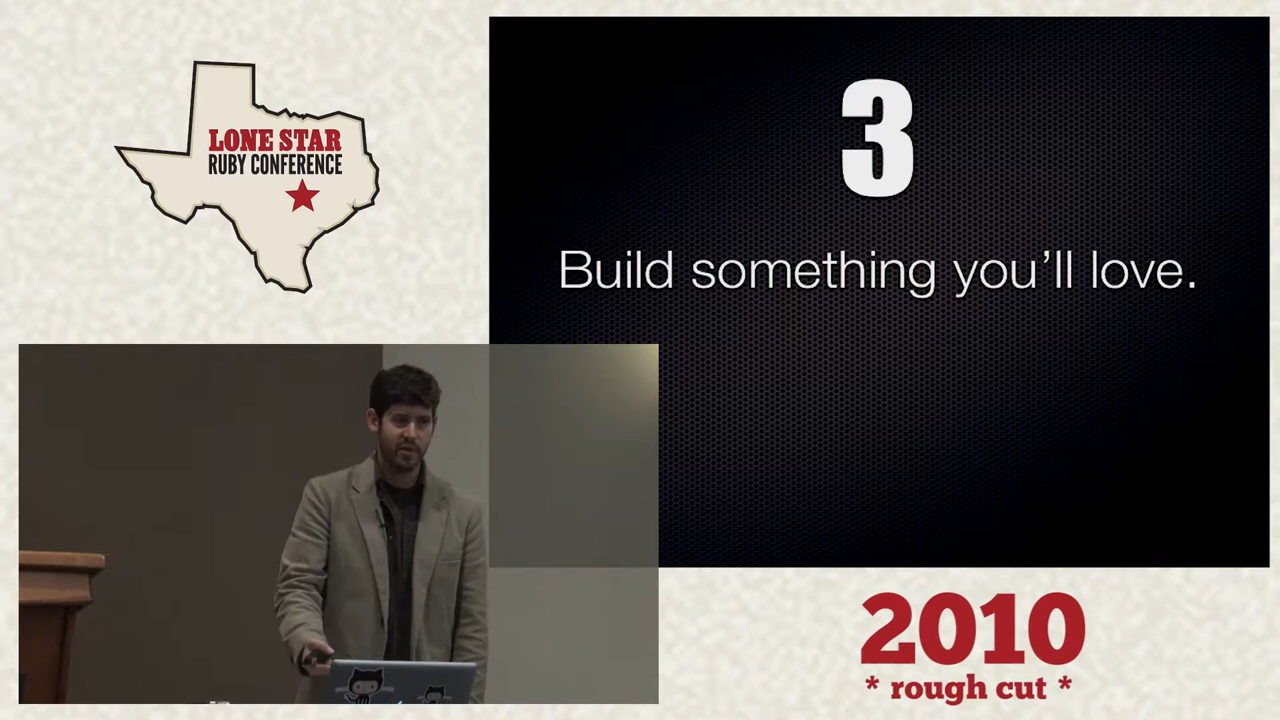 LONE STAR
RUBY CONFERENCE
3
Build something you’ll love.
2010
* rough cut *